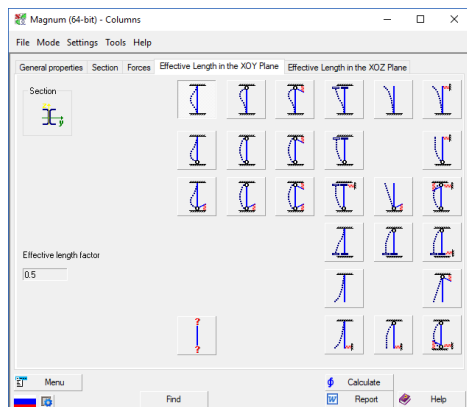 Magnum (64-bit) - Columns
File Mode Settings Tools Help
General properties Section Forces Effective Length in the XOY Plane Effective Length in the XOZ Plane
Section
y
Effective length factor
0.5
?
?
Menu
Calculate
Find
Report
Help